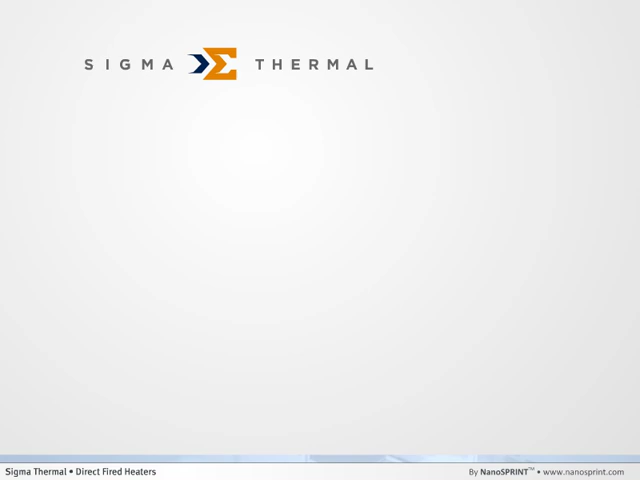 SIGMA THERMAL
Sigma Thermal • Direct Fired Heaters
By NanoSPRINT™ • www.nanosprint.com